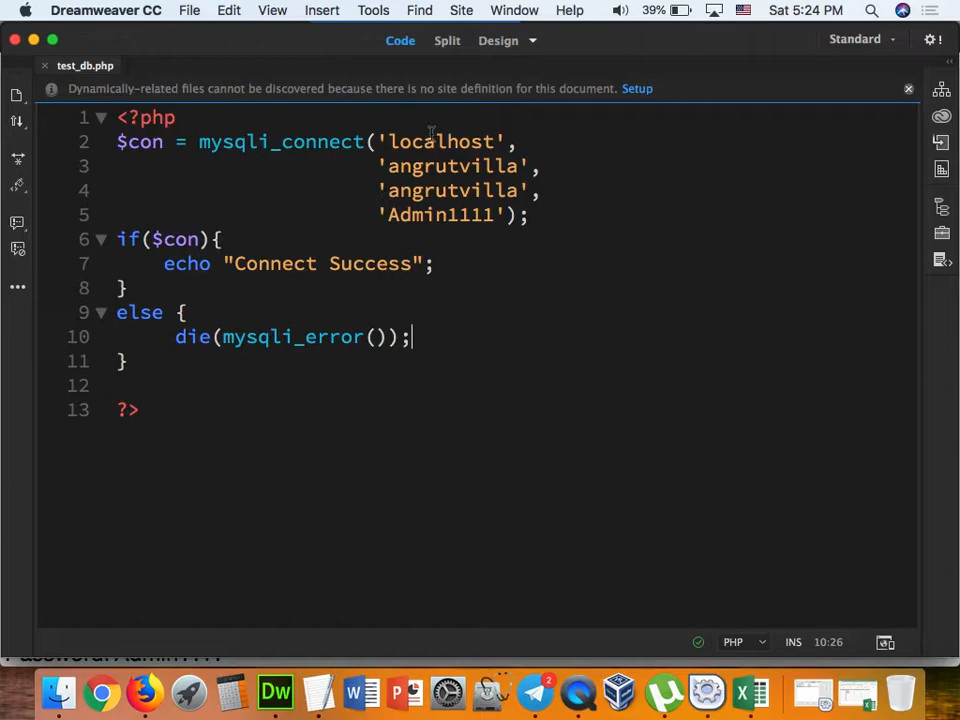 Dreamweaver CC File Edit View Insert Tools Find Site Window Help 39% Sat 5:24 PM
Code Split Design Standard
test_db.php
Dynamically-related files cannot be discovered because there is no site definition for this document. Setup
1 <?php
2 $con = mysqli_connect('localhost',
3 'angrutvilla',
4 'angrutvilla',
5 'Admin1111');
6 if($con){
7 echo "Connect Success";
8 }
9 else {
10 die(mysqli_error());
11 }
12
13 ?>
PHP INS 10:26
Dw W P 2 X